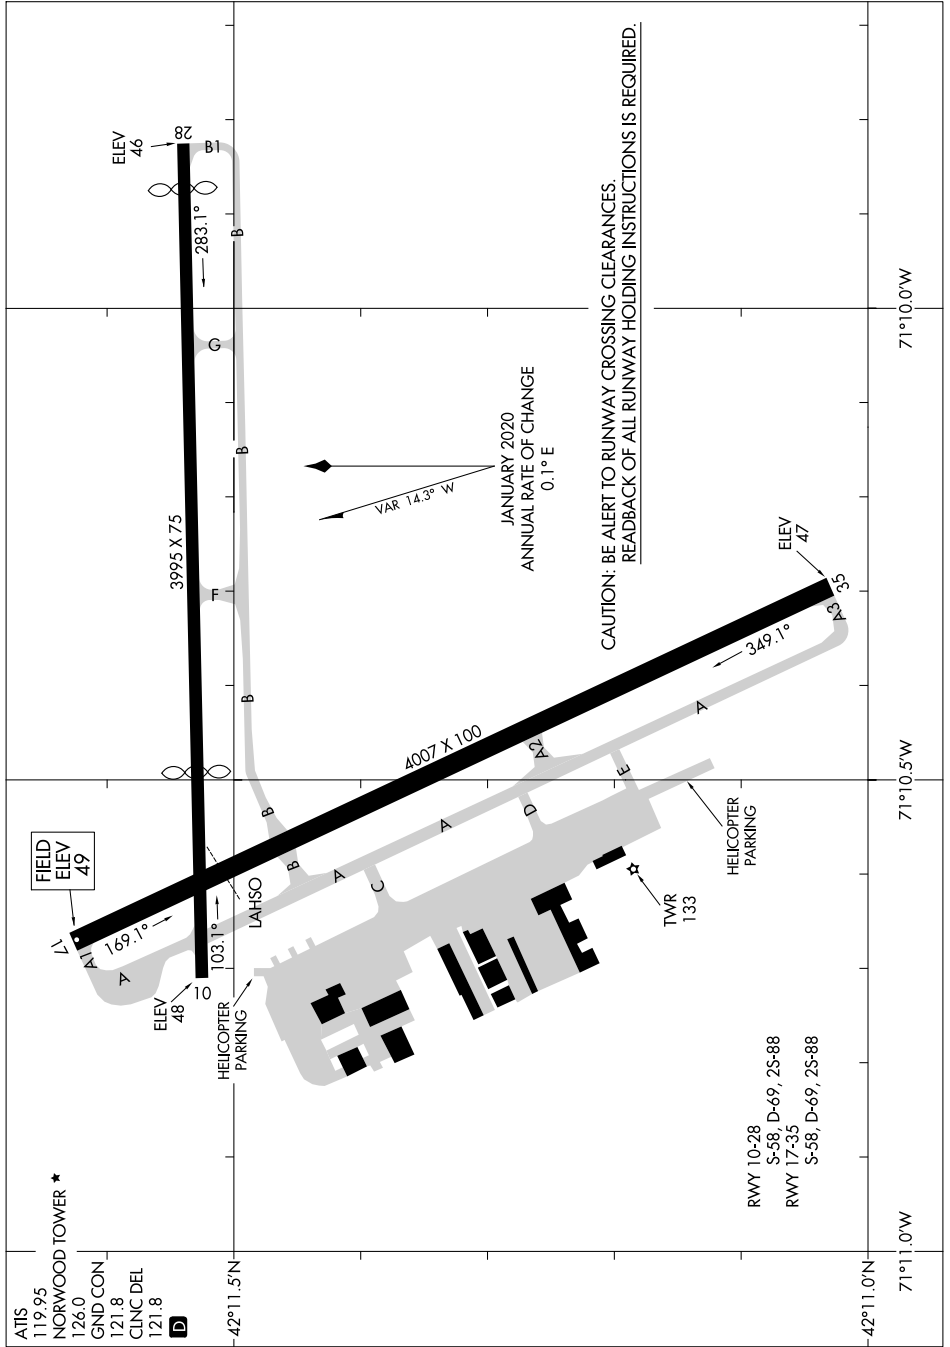 ATIS
119.95
NORWOOD TOWER ★
126.0
GND CON
121.8
CLNC DEL
121.8
D
FIELD
ELEV
49
17
A1
A
169.1°
ELEV
48
10
103.1°
HELICOPTER
PARKING
LAHSO
3995 X 75
283.1°
ELEV
46
28
B1
B
G
B
F
B
B
B
A
C
A
4007 X 100
D
A2
E
A
349.1°
A3
35
ELEV
47
VAR 14.3° W
JANUARY 2020
ANNUAL RATE OF CHANGE
0.1° E
CAUTION: BE ALERT TO RUNWAY CROSSING CLEARANCES.
READBACK OF ALL RUNWAY HOLDING INSTRUCTIONS IS REQUIRED.
TWR
133
HELICOPTER
PARKING
RWY 10-28
S-58, D-69, 2S-88
RWY 17-35
S-58, D-69, 2S-88
42°11.5'N
42°11.0'N
71°11.0'W
71°10.5'W
71°10.0'W